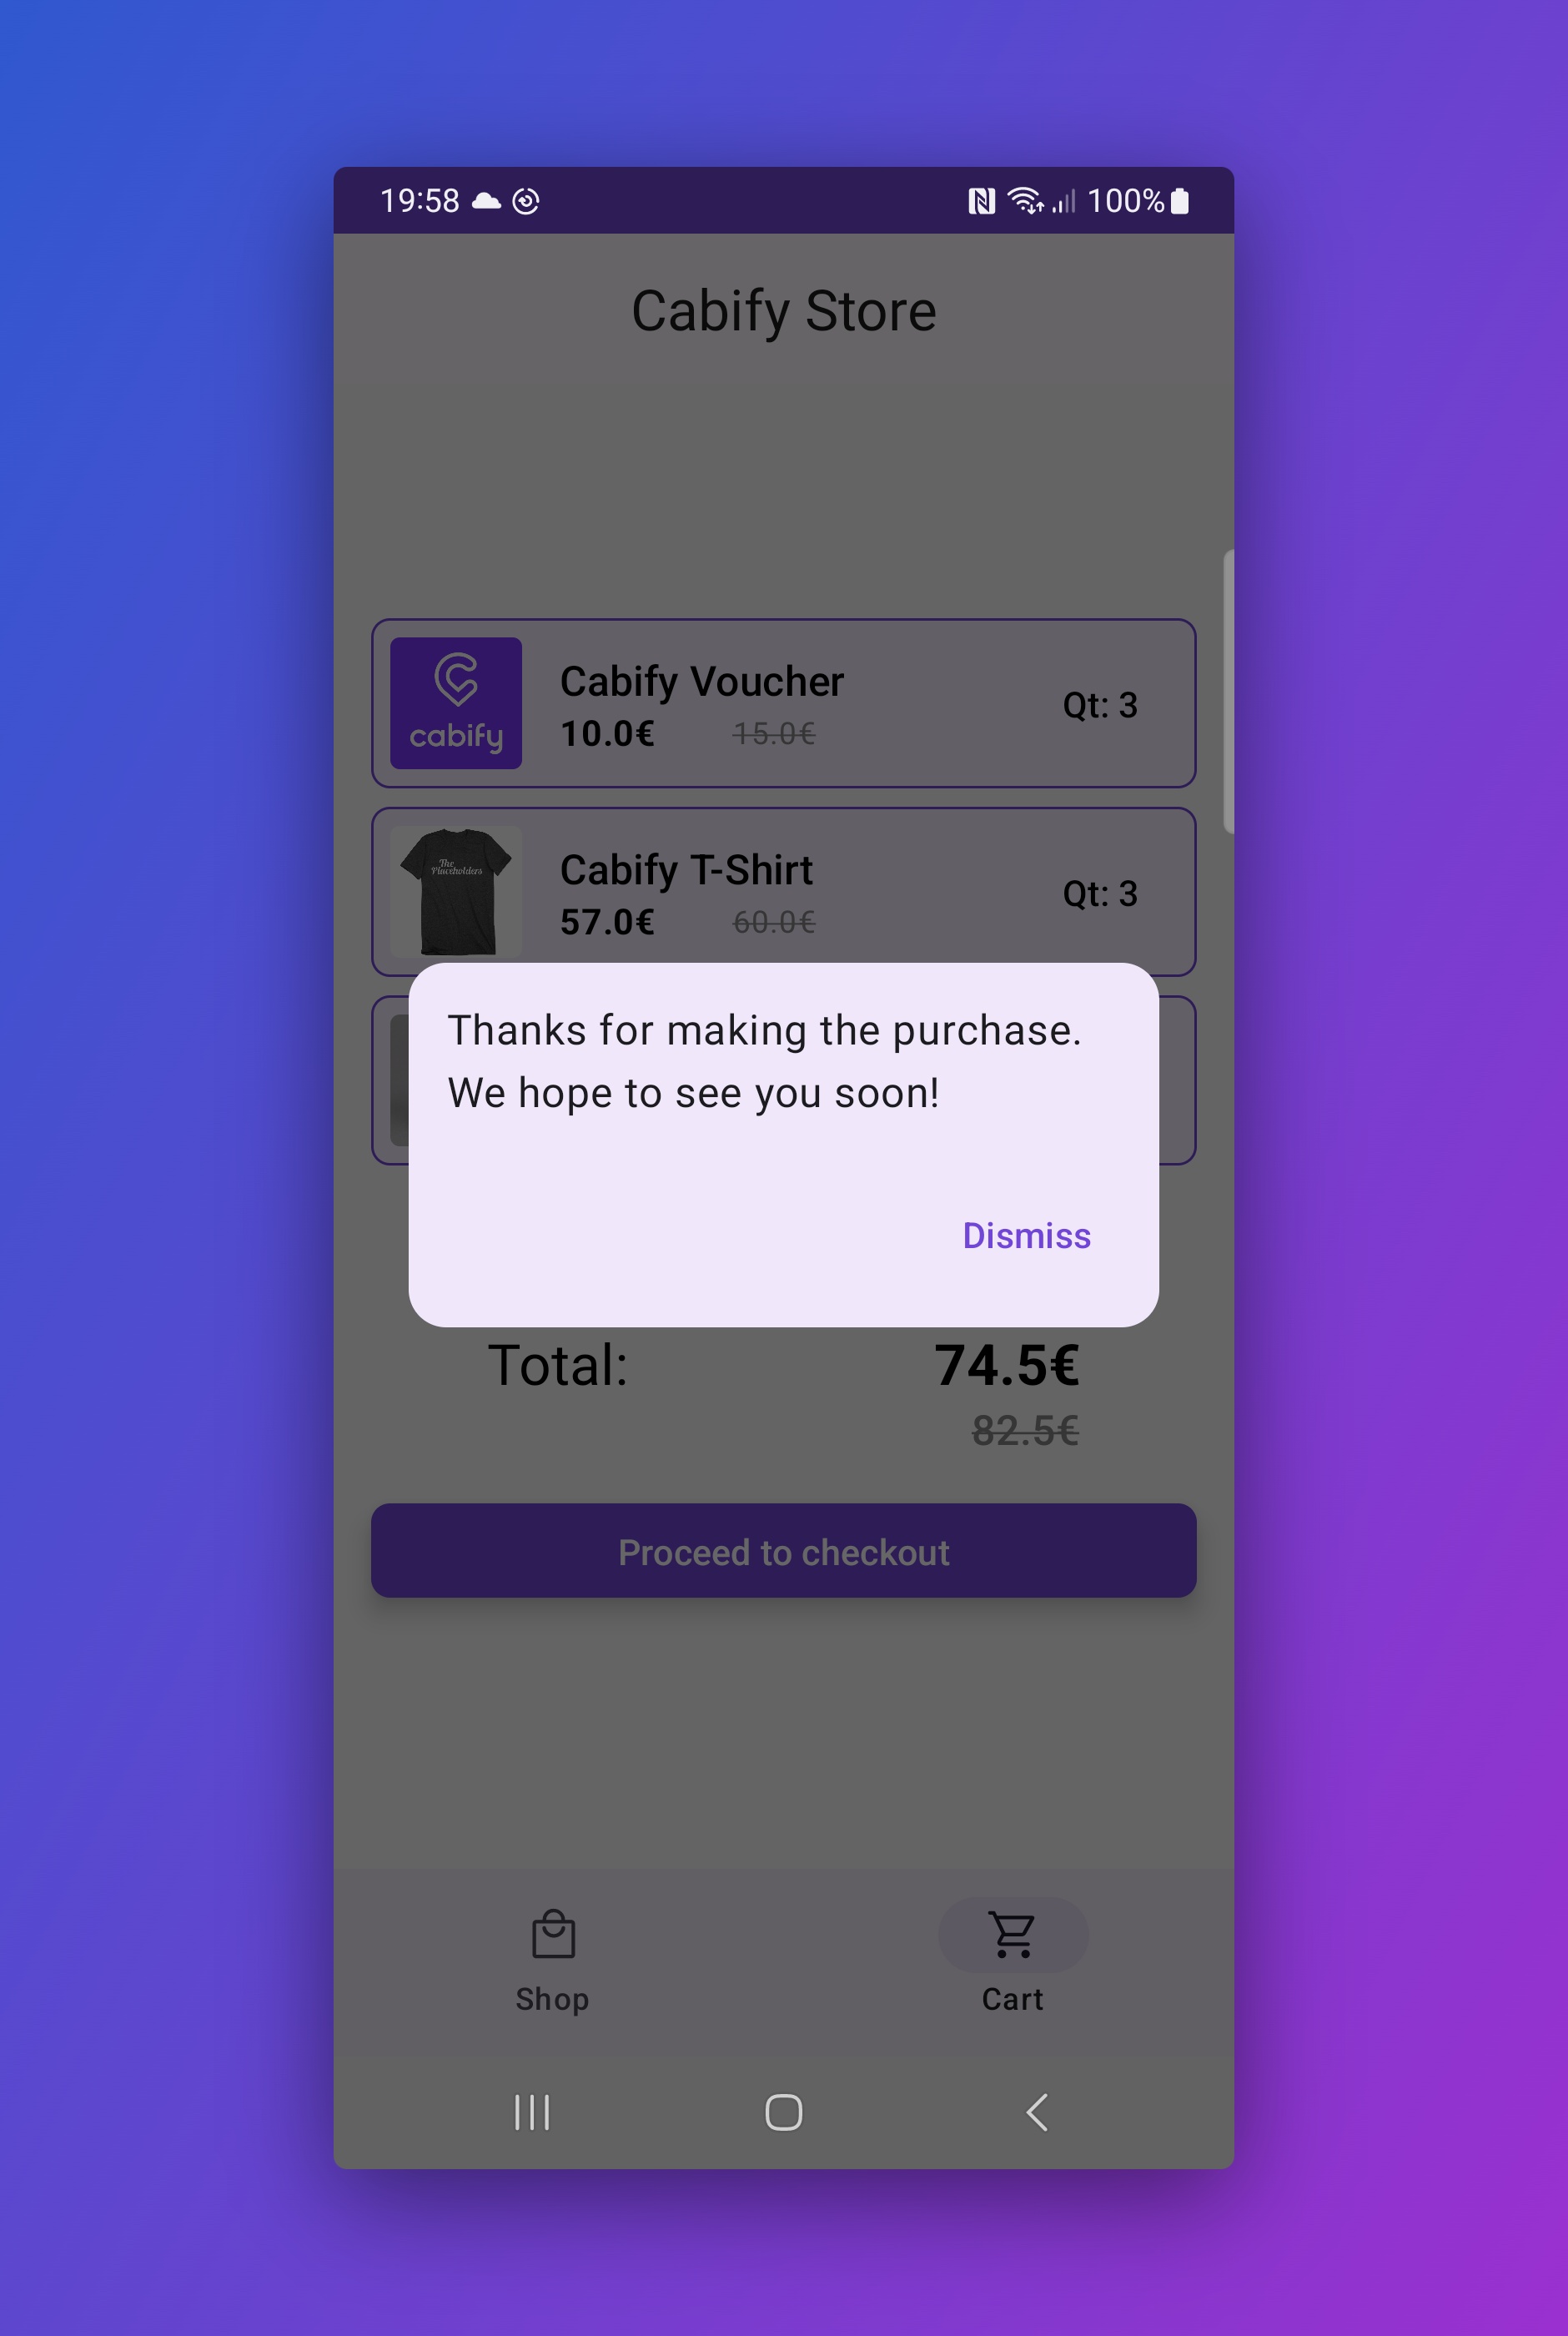 19:58 100%
Cabify Store
cabify
Cabify Voucher
10.0€ 15.0€
Qt: 3
The
Placeholders
Cabify T-Shirt
57.0€ 60.0€
Qt: 3
Thanks for making the purchase.
We hope to see you soon!
Dismiss
Total: 74.5€
82.5€
Proceed to checkout
Shop Cart